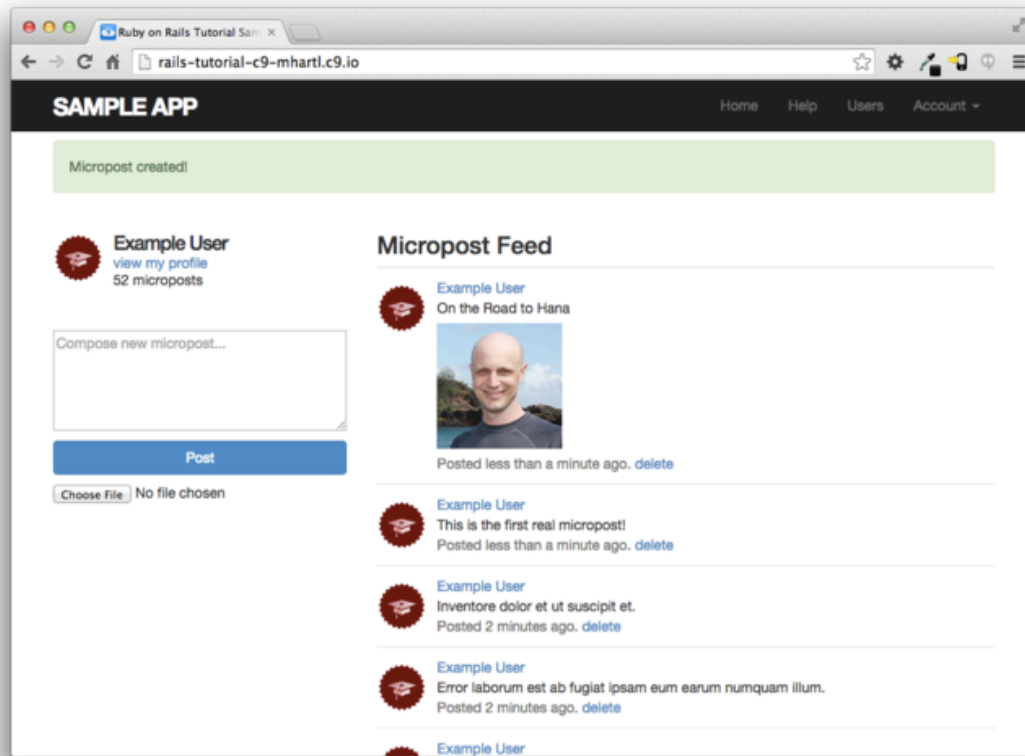 Ruby on Rails Tutorial Sam
rails-tutorial-c9-mhartl.c9.io
SAMPLE APP
Home Help Users Account
Micropost created!
Example User
view my profile
52 microposts
Compose new micropost...
Post
Choose File No file chosen
Micropost Feed
Example User
On the Road to Hana
Posted less than a minute ago. delete
Example User
This is the first real micropost!
Posted less than a minute ago. delete
Example User
Inventore dolor et ut suscipit et.
Posted 2 minutes ago. delete
Example User
Error laborum est ab fugiat ipsam eum earum numquam illum.
Posted 2 minutes ago. delete
Example User